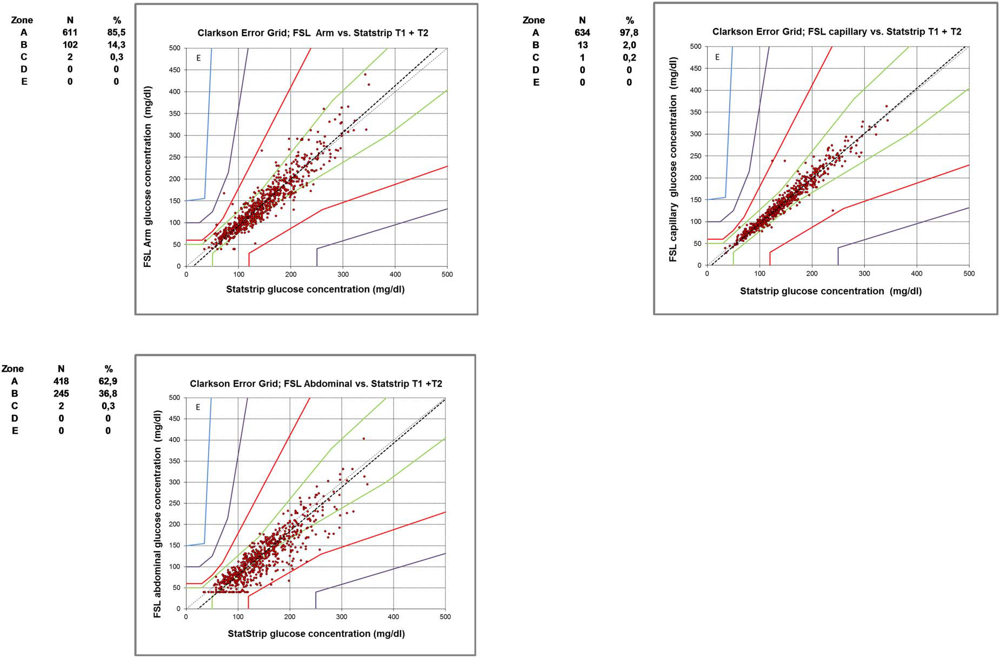 Zone N %
A 611 85,5
B 102 14,3
C 2 0,3
D 0 0
E 0 0
Clarkson Error Grid; FSL Arm vs. Statstrip T1 + T2
E
500
450
400
350
300
250
200
150
100
50
0
0 100 200 300 400 500
FSL Arm glucose concentration (mg/dl)
Statstrip glucose concentration (mg/dl)
Zone N %
A 634 97,8
B 13 2,0
C 1 0,2
D 0 0
E 0 0
Clarkson Error Grid; FSL capillary vs. Statstrip T1 + T2
E
500
450
400
350
300
250
200
150
100
50
0
0 100 200 300 400 500
FSL capillary glucose concentration (mg/dl)
Statstrip glucose concentration (mg/dl)
Zone N %
A 418 62,9
B 245 36,8
C 2 0,3
D 0 0
E 0 0
Clarkson Error Grid; FSL Abdominal vs. Statstrip T1 +T2
E
500
450
400
350
300
250
200
150
100
50
0
0 100 200 300 400 500
FSL abdominal glucose concentration (mg/dl)
StatStrip glucose concentration (mg/dl)